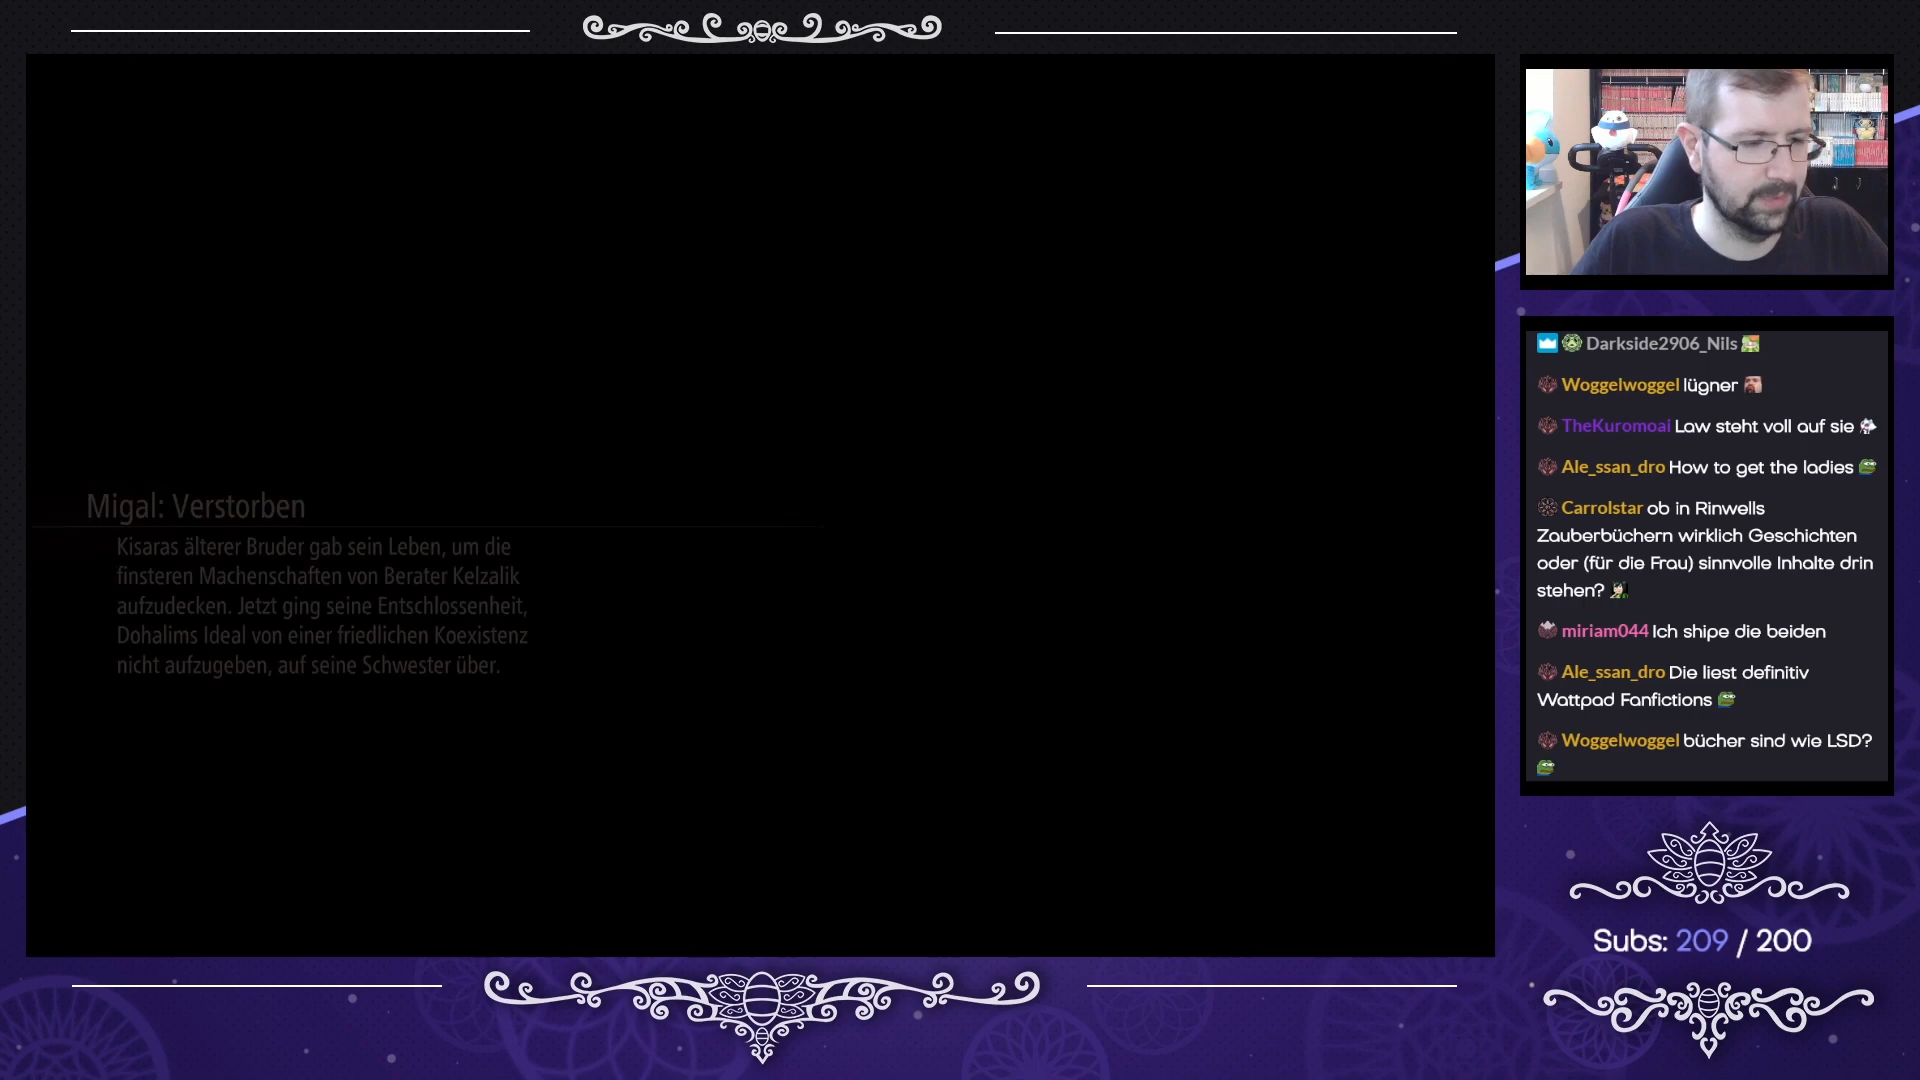 Migal: Verstorben
Kisaras älterer Bruder gab sein Leben, um die
finsteren Machenschaften von Berater Kelzalik
aufzudecken. Jetzt ging seine Entschlossenheit,
Dohalims Ideal von einer friedlichen Koexistenz
nicht aufzugeben, auf seine Schwester über.
Darkside2906_Nils
Woggelwoggel lügner
TheKuromoai Law steht voll auf sie
Ale_ssan_dro How to get the ladies
Carrolstar ob in Rinwells
Zauberbüchern wirklich Geschichten
oder (für die Frau) sinnvolle Inhalte drin
stehen?
miriam044 Ich shipe die beiden
Ale_ssan_dro Die liest definitiv
Wattpad Fanfictions
Woggelwoggel bücher sind wie LSD?
Subs: 209 / 200